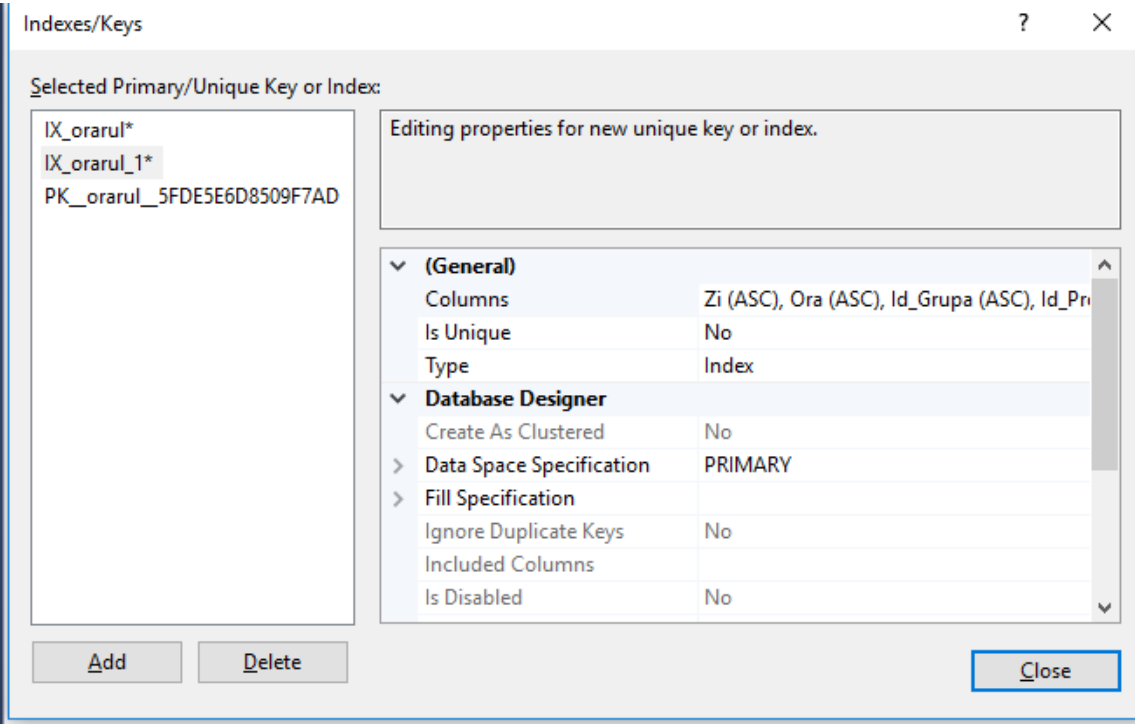 Indexes/Keys
?
Selected Primary/Unique Key or Index:
IX_orarul*
IX_orarul_1*
PK__orarul__5FDE5E6D8509F7AD
Editing properties for new unique key or index.
(General)
Columns Zi (ASC), Ora (ASC), Id_Grupa (ASC), Id_Pr
Is Unique No
Type Index
Database Designer
Create As Clustered No
Data Space Specification PRIMARY
Fill Specification
Ignore Duplicate Keys No
Included Columns
Is Disabled No
Add Delete
Close